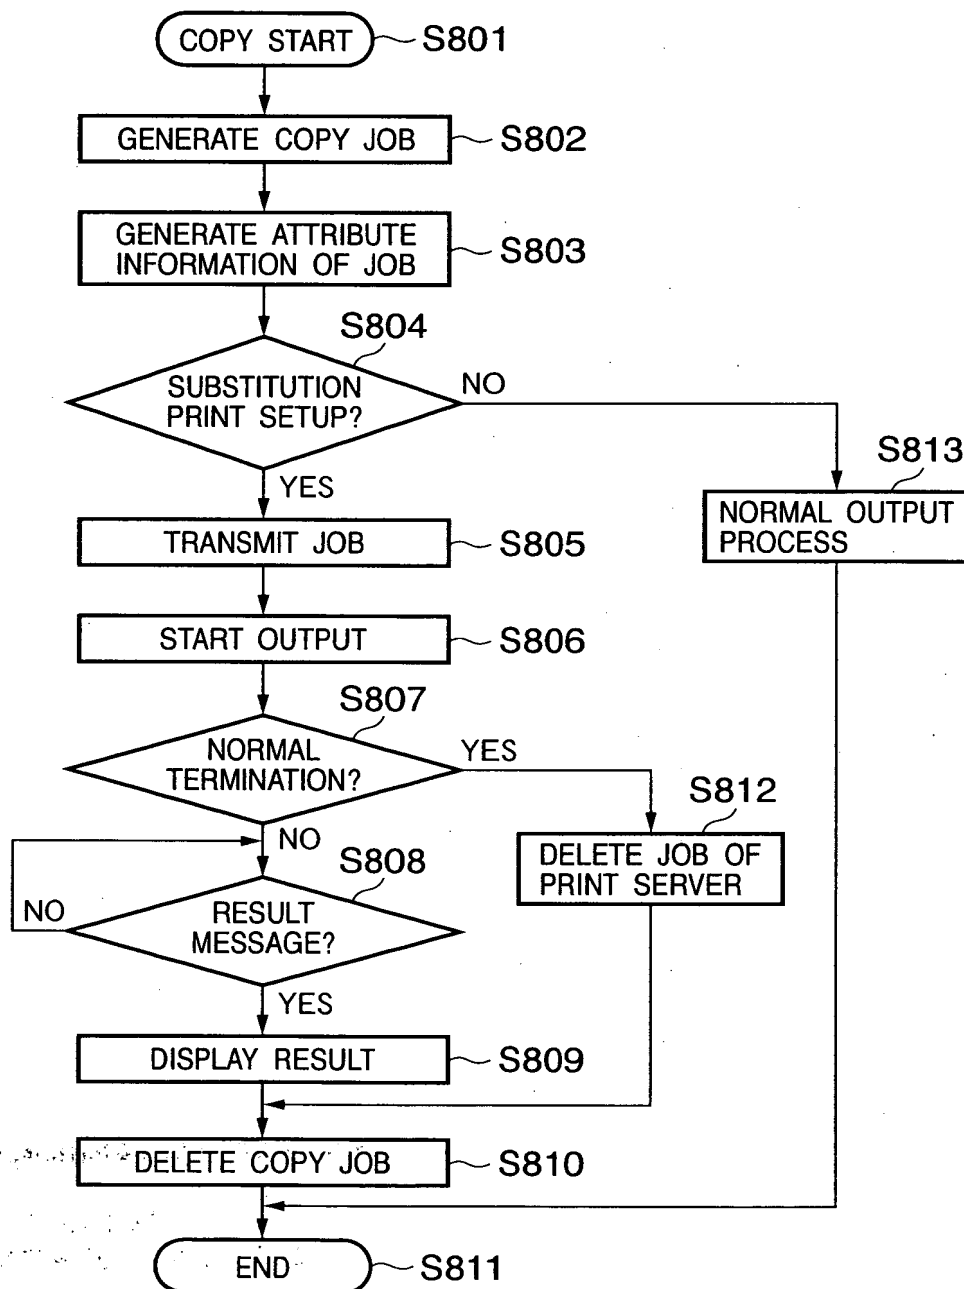 COPY START
S801
GENERATE COPY JOB
S802
GENERATE ATTRIBUTE
INFORMATION OF JOB
S803
S804
SUBSTITUTION
PRINT SETUP?
NO
YES
S813
NORMAL OUTPUT
PROCESS
TRANSMIT JOB
S805
START OUTPUT
S806
S807
NORMAL
TERMINATION?
YES
NO
S812
DELETE JOB OF
PRINT SERVER
S808
RESULT
MESSAGE?
NO
YES
DISPLAY RESULT
S809
DELETE COPY JOB
S810
END
S811